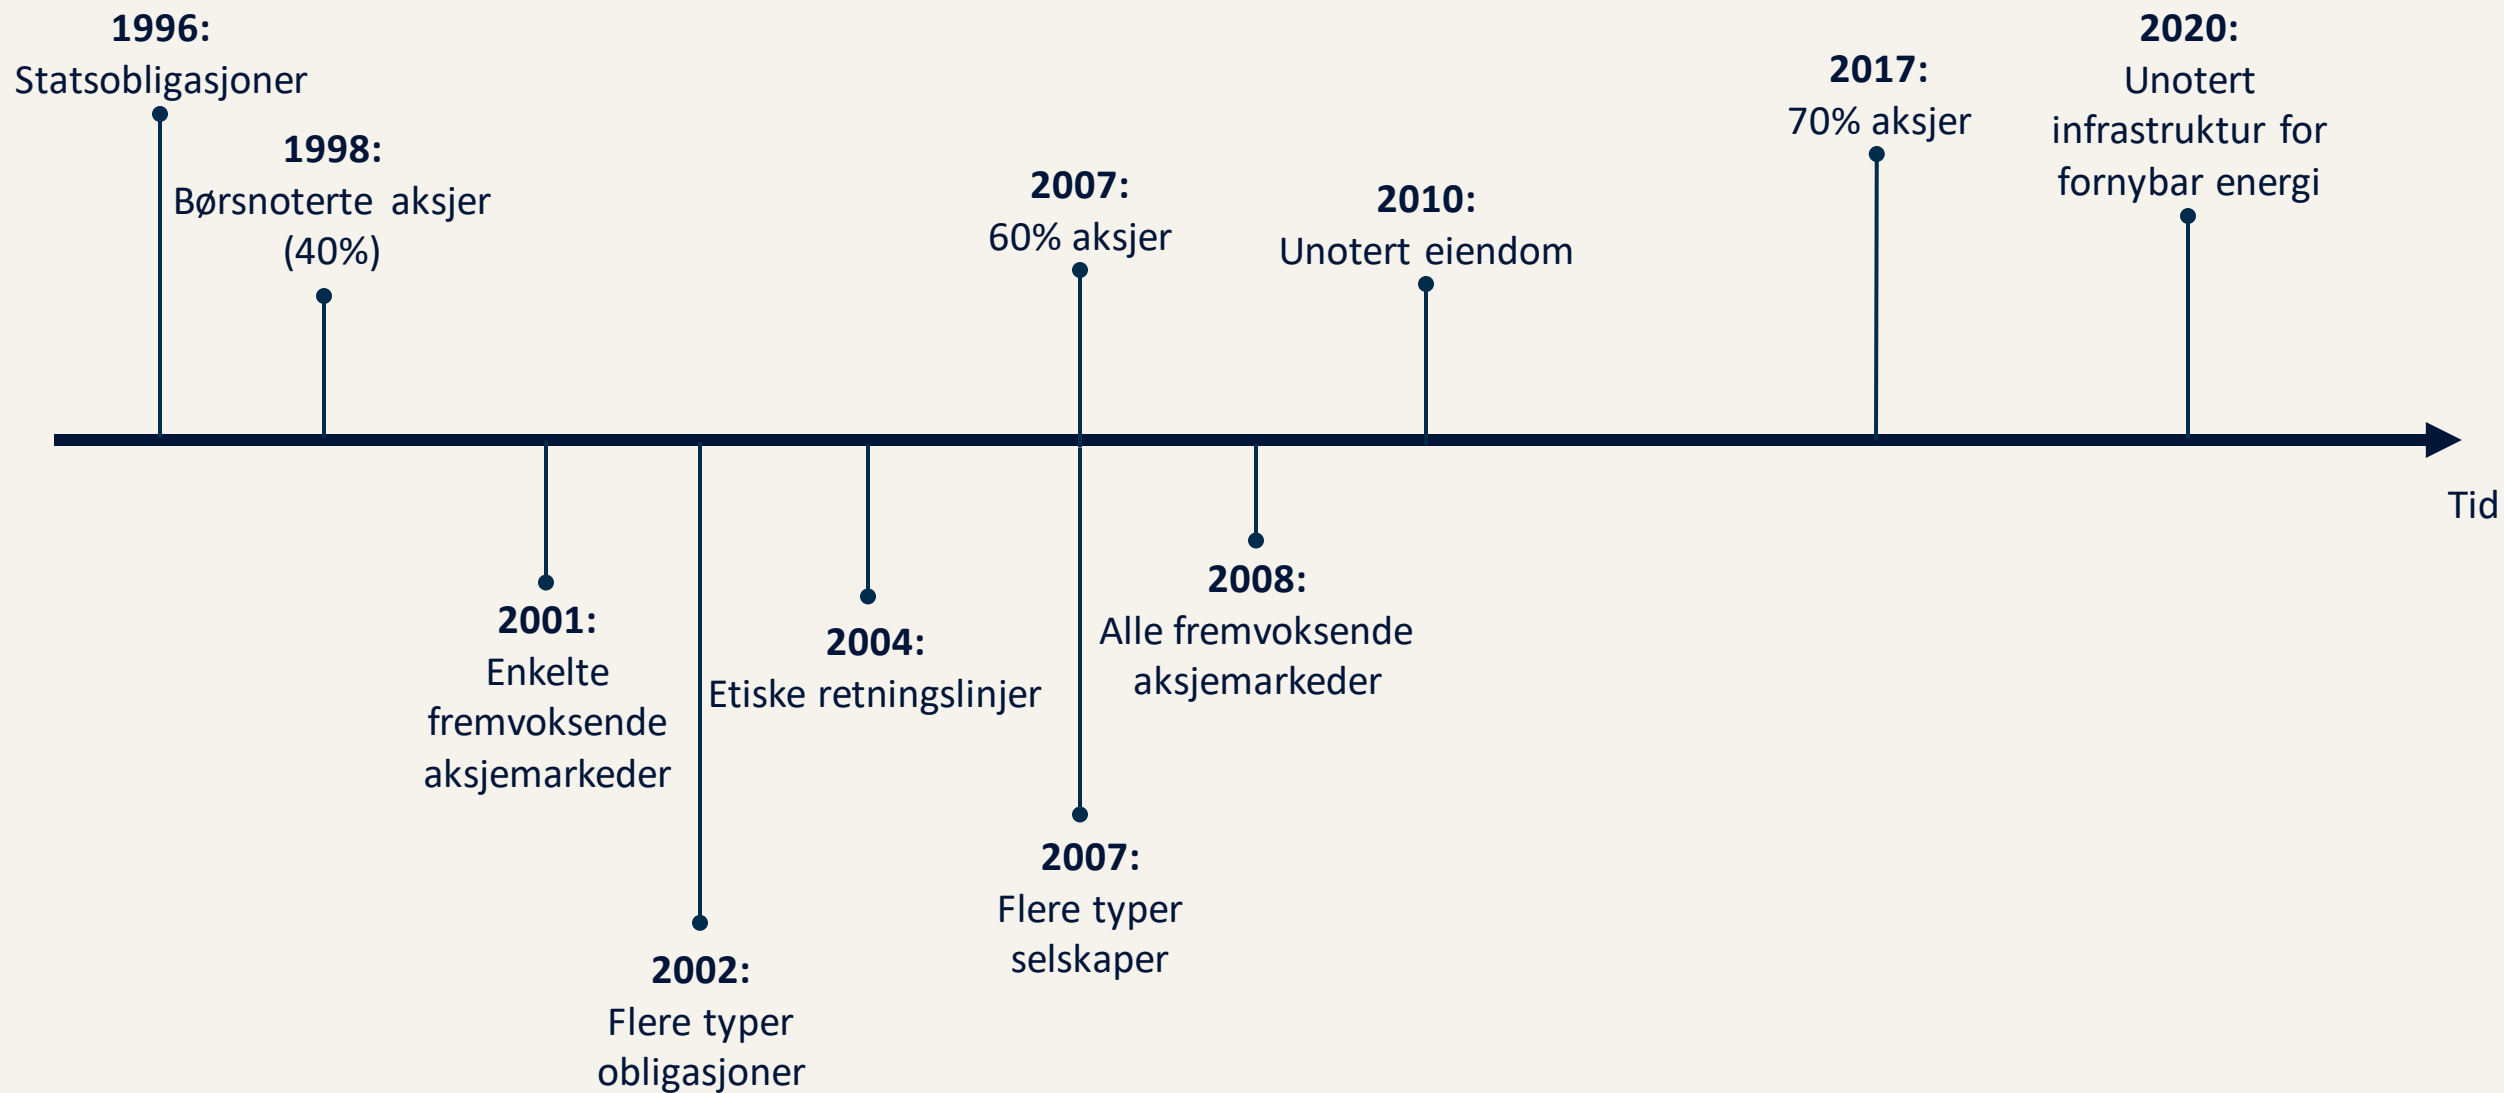 1996:
Statsobligasjoner
1998:
Børsnoterte aksjer
(40%)
2007:
60% aksjer
2010:
Unotert eiendom
2017:
70% aksjer
2020:
Unotert
infrastruktur for
fornybar energi
Tid
2001:
Enkelte
fremvoksende
aksjemarkeder
2002:
Flere typer
obligasjoner
2004:
Etiske retningslinjer
2007:
Flere typer
selskaper
2008:
Alle fremvoksende
aksjemarkeder